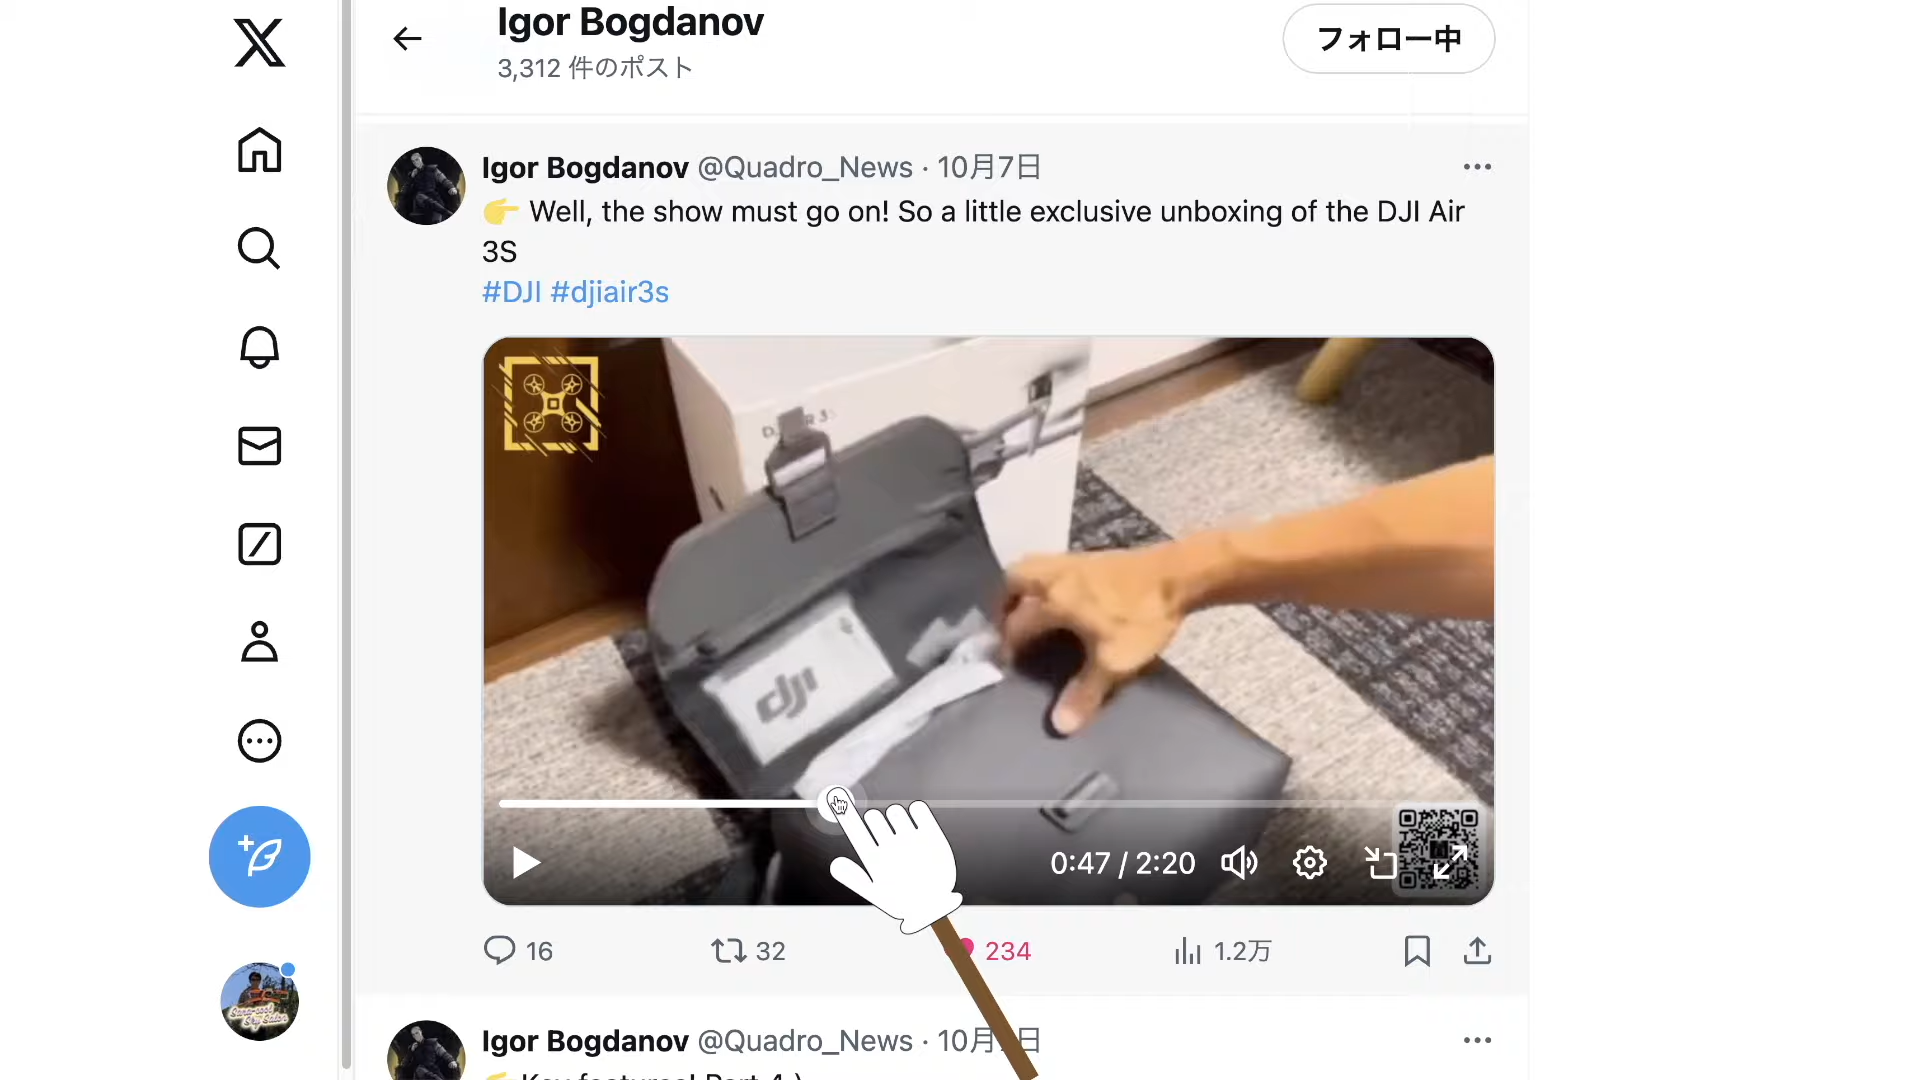 Igor Bogdanov
3,312 件のポスト
フォロー中
Igor Bogdanov @Quadro_News · 10月7日
👉 Well, the show must go on! So a little exclusive unboxing of the DJI Air
3S
#DJI #djiair3s
dji
0:47 / 2:20
16
32
234
1.2万
Igor Bogdanov @Quadro_News · 10月
日